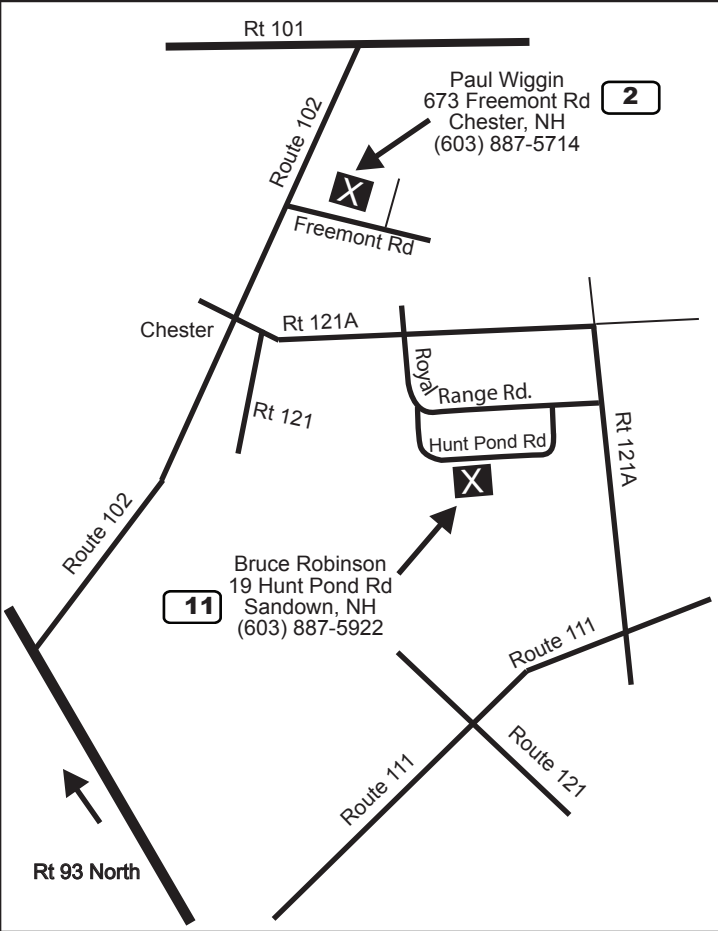 Rt 101
Route 102
Paul Wiggin
673 Freemont Rd
Chester, NH
(603) 887-5714
2
X
Freemont Rd
Chester
Rt 121A
Rt 121
Royal
Range Rd.
Hunt Pond Rd
X
Rt 121A
Route 102
Bruce Robinson
19 Hunt Pond Rd
Sandown, NH
(603) 887-5922
11
Route 111
Route 121
Route 111
Rt 93 North